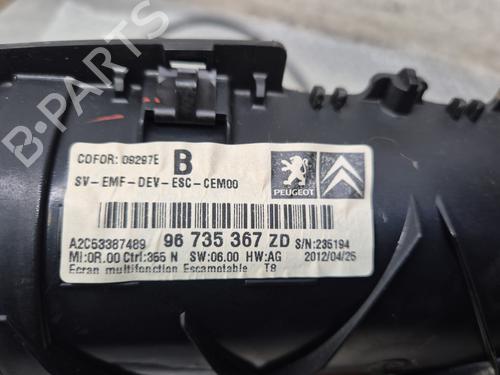 B-PARTS
COFOR: 09297E B
SV-EMF-DEV-ESC-CEM00
PEUGEOT
A2C53387489 96 735 367 ZD S/N:235194
Mi:0R.00 Ctrl:355 N SW:06.00 HW:AG 2012/04/25
Ecran multifonction Escamotable T8